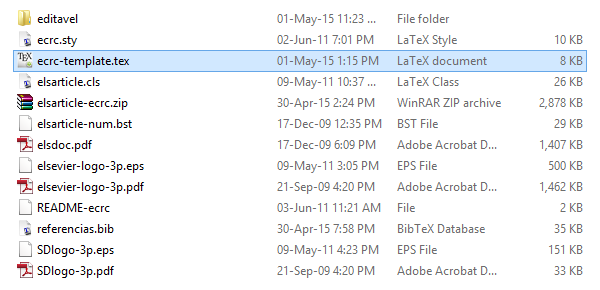 editavel 01-May-15 11:23 ... File folder
ecrc.sty 02-Jun-11 7:01 PM LaTeX Style 10 KB
ecrc-template.tex 01-May-15 1:15 PM LaTeX document 8 KB
elsarticle.cls 09-May-11 10:37 ... LaTeX Class 26 KB
elsarticle-ecrc.zip 30-Apr-15 2:24 PM WinRAR ZIP archive 2,878 KB
elsarticle-num.bst 17-Dec-09 12:35 PM BST File 29 KB
elsdoc.pdf 17-Dec-09 6:09 PM Adobe Acrobat D... 1,407 KB
elsevier-logo-3p.eps 09-May-11 3:05 PM EPS File 500 KB
elsevier-logo-3p.pdf 21-Sep-09 4:20 PM Adobe Acrobat D... 1,462 KB
README-ecrc 03-Jun-11 11:21 AM File 2 KB
referencias.bib 30-Apr-15 7:58 PM BibTeX Database 35 KB
SDlogo-3p.eps 09-May-11 4:23 PM EPS File 151 KB
SDlogo-3p.pdf 21-Sep-09 4:20 PM Adobe Acrobat D... 33 KB